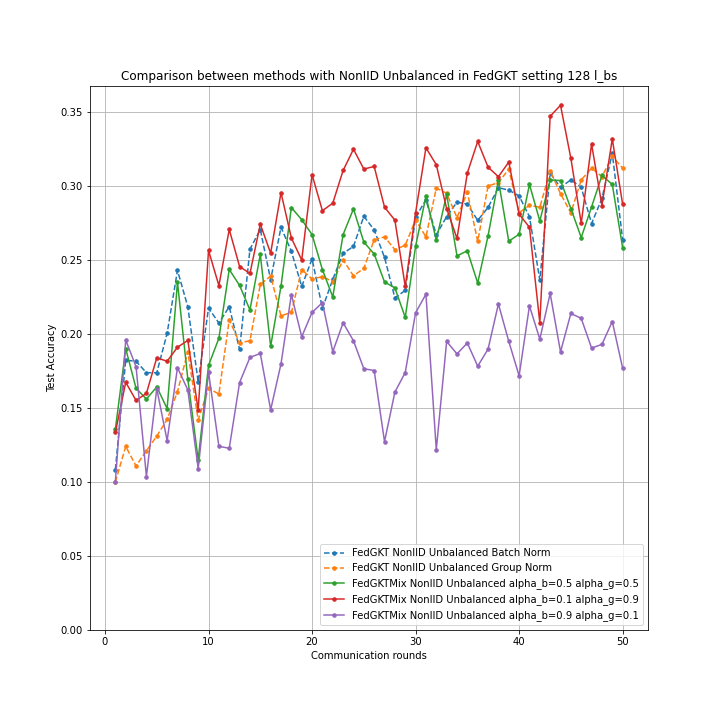 Comparison between methods with NonIID Unbalanced in FedGKT setting 128 l_bs
0.35
0.30
0.25
0.20
0.15
0.10
0.05
0.00
Test Accuracy
FedGKT NonIID Unbalanced Batch Norm
FedGKT NonIID Unbalanced Group Norm
FedGKTMix NonIID Unbalanced alpha_b=0.5 alpha_g=0.5
FedGKTMix NonIID Unbalanced alpha_b=0.1 alpha_g=0.9
FedGKTMix NonIID Unbalanced alpha_b=0.9 alpha_g=0.1
0 10 20 30 40 50
Communication rounds